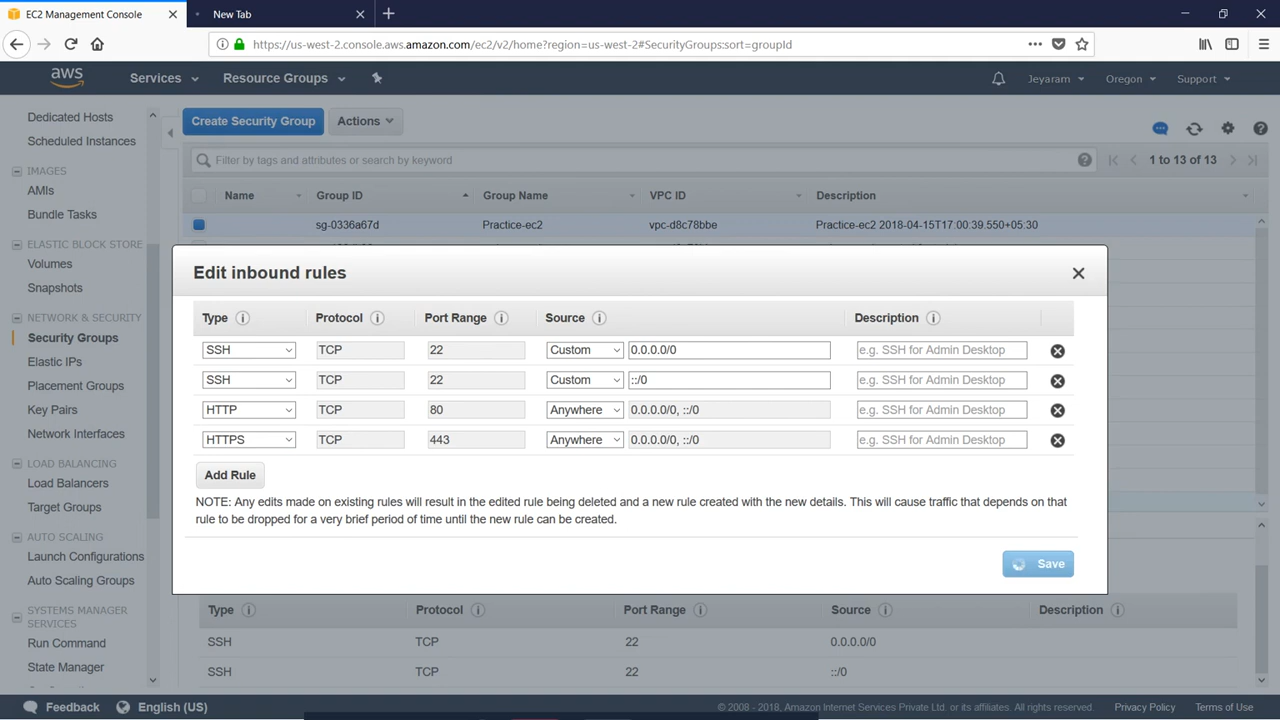 EC2 Management Console
New Tab
https://us-west-2.console.aws.amazon.com/ec2/v2/home?region=us-west-2#SecurityGroups:sort=groupId
aws
Services
Resource Groups
Jeyaram
Oregon
Support
Dedicated Hosts
Scheduled Instances
IMAGES
AMIs
Bundle Tasks
ELASTIC BLOCK STORE
Volumes
Snapshots
NETWORK & SECURITY
Security Groups
Elastic IPs
Placement Groups
Key Pairs
Network Interfaces
LOAD BALANCING
Load Balancers
Target Groups
AUTO SCALING
Launch Configurations
Auto Scaling Groups
SYSTEMS MANAGER
SERVICES
Run Command
State Manager
Create Security Group
Actions
Filter by tags and attributes or search by keyword
1 to 13 of 13
Name Group ID Group Name VPC ID Description
sg-0336a67d Practice-ec2 vpc-d8c78bbe Practice-ec2 2018-04-15T17:00:39.550+05:30
Edit inbound rules
Type Protocol Port Range Source Description
SSH TCP 22 Custom 0.0.0.0/0 e.g. SSH for Admin Desktop
SSH TCP 22 Custom ::/0 e.g. SSH for Admin Desktop
HTTP TCP 80 Anywhere 0.0.0.0/0, ::/0 e.g. SSH for Admin Desktop
HTTPS TCP 443 Anywhere 0.0.0.0/0, ::/0 e.g. SSH for Admin Desktop
Add Rule
NOTE: Any edits made on existing rules will result in the edited rule being deleted and a new rule created with the new details. This will cause traffic that depends on that
rule to be dropped for a very brief period of time until the new rule can be created.
Save
Type Protocol Port Range Source Description
SSH TCP 22 0.0.0.0/0
SSH TCP 22 ::/0
Feedback
English (US)
© 2008 - 2018, Amazon Internet Services Private Ltd. or its affiliates. All rights reserved.
Privacy Policy
Terms of Use